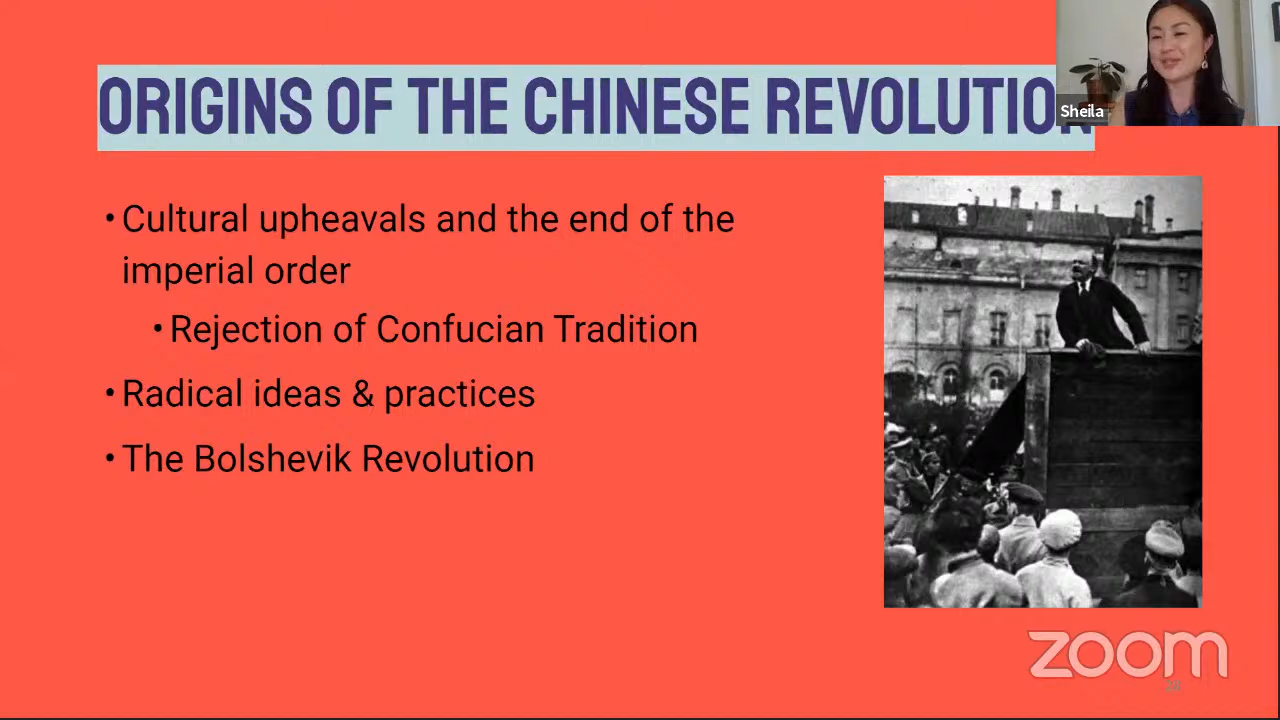 ORIGINS OF THE CHINESE REVOLUTION
Sheila
• Cultural upheavals and the end of the
imperial order
• Rejection of Confucian Tradition
• Radical ideas & practices
• The Bolshevik Revolution
zoom